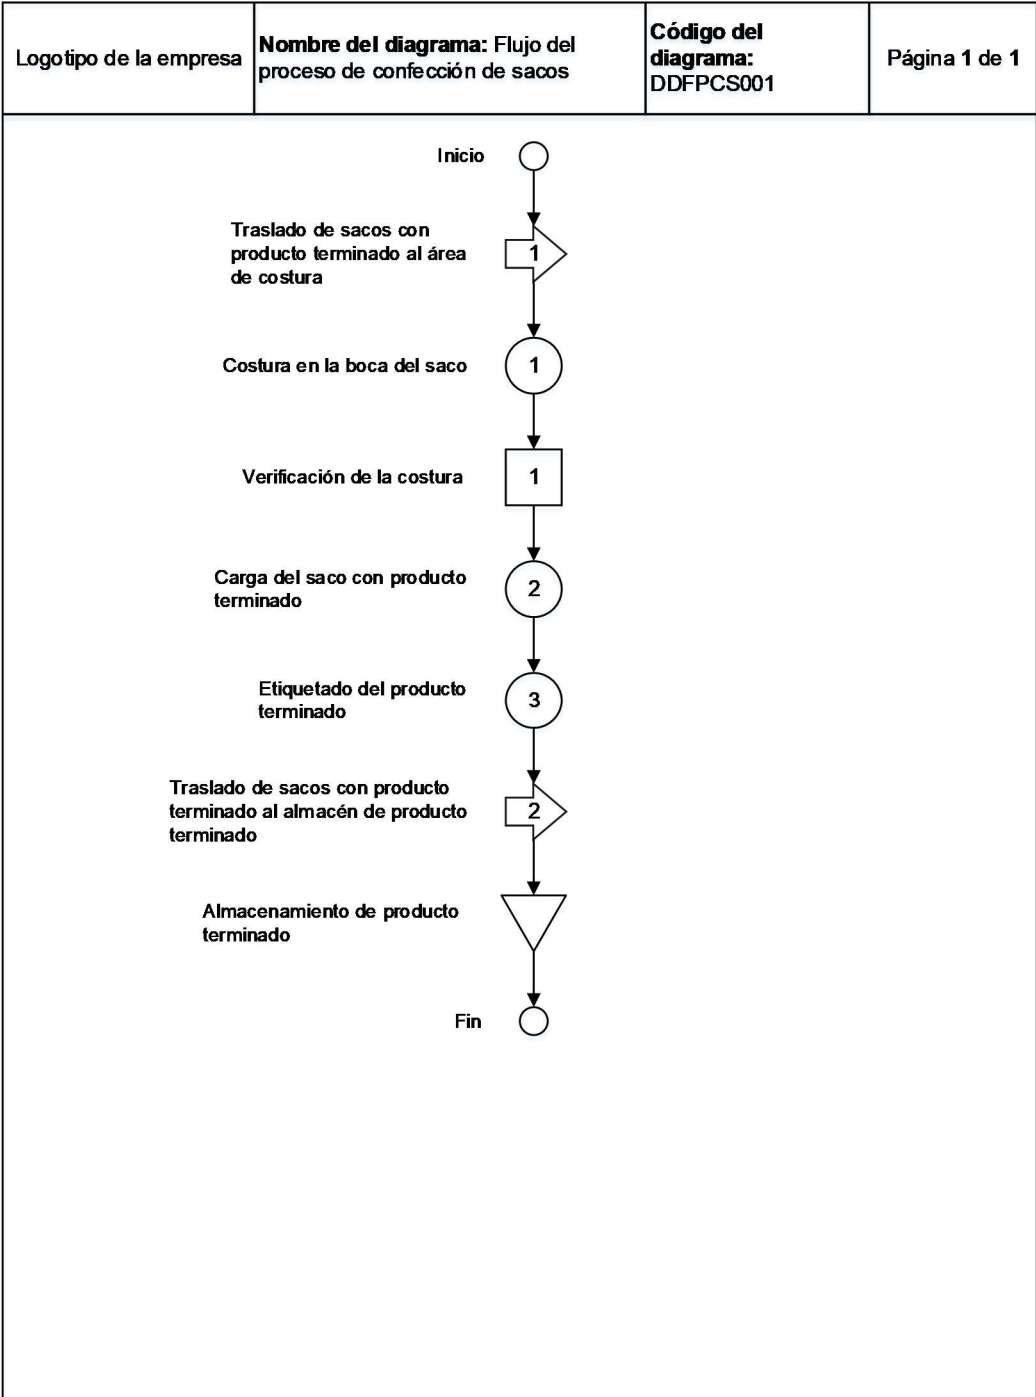 Logotipo de la empresa
Nombre del diagrama: Flujo del
proceso de confección de sacos
Código del
diagrama:
DDFPCS001
Página 1 de 1
Inicio
Traslado de sacos con
producto terminado al área
de costura
1
Costura en la boca del saco
1
Verificación de la costura
1
Carga del saco con producto
terminado
2
Etiquetado del producto
terminado
3
Traslado de sacos con producto
terminado al almacén de producto
terminado
2
Almacenamiento de producto
terminado
Fin